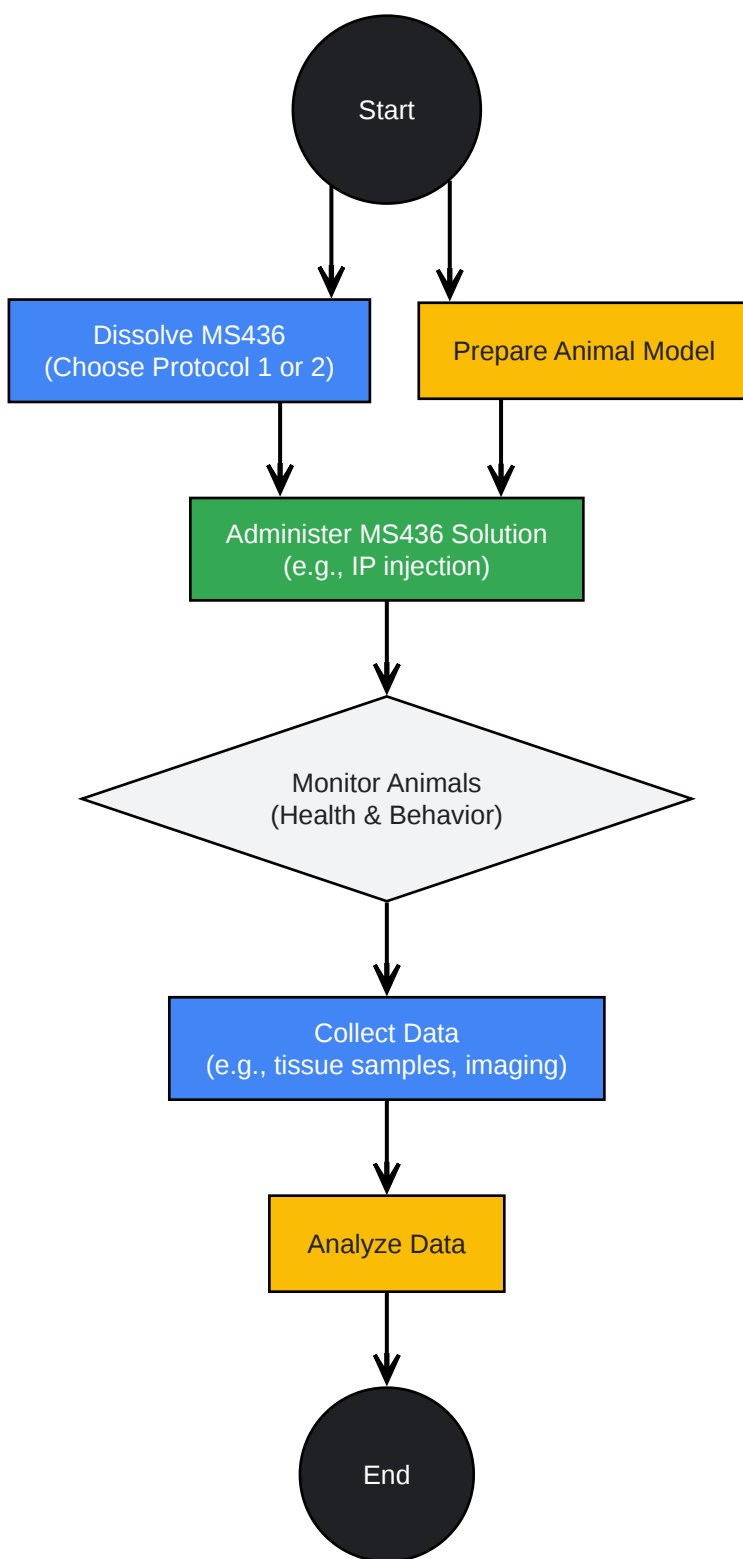 Start
Dissolve MS436
(Choose Protocol 1 or 2)
Prepare Animal Model
Administer MS436 Solution
(e.g., IP injection)
Monitor Animals
(Health & Behavior)
Collect Data
(e.g., tissue samples, imaging)
Analyze Data
End